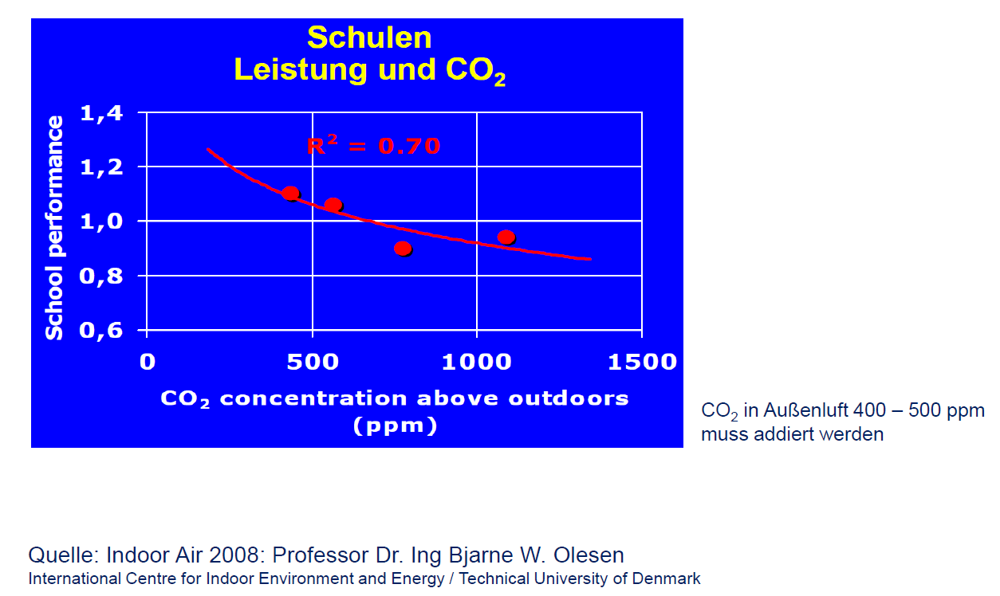 Schulen
Leistung und CO₂
School performance
1,4
1,2
1,0
0,8
0,6
R² = 0.70
0 500 1000 1500
CO₂ concentration above outdoors
(ppm)
CO₂ in Außenluft 400 – 500 ppm
muss addiert werden
Quelle: Indoor Air 2008: Professor Dr. Ing Bjarne W. Olesen
International Centre for Indoor Environment and Energy / Technical University of Denmark